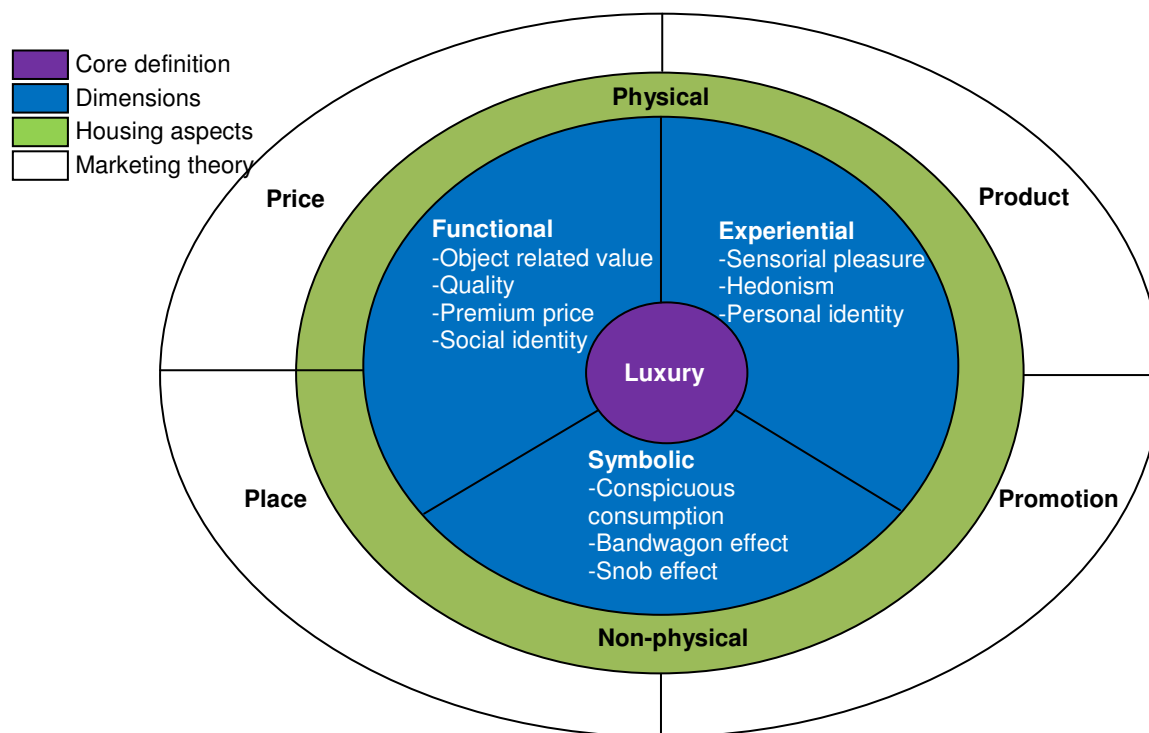 Core definition
Dimensions
Housing aspects
Marketing theory
Physical
Price
Product
Functional
-Object related value
-Quality
-Premium price
-Social identity
Experiential
-Sensorial pleasure
-Hedonism
-Personal identity
Luxury
Symbolic
-Conspicuous
consumption
-Bandwagon effect
-Snob effect
Place
Promotion
Non-physical